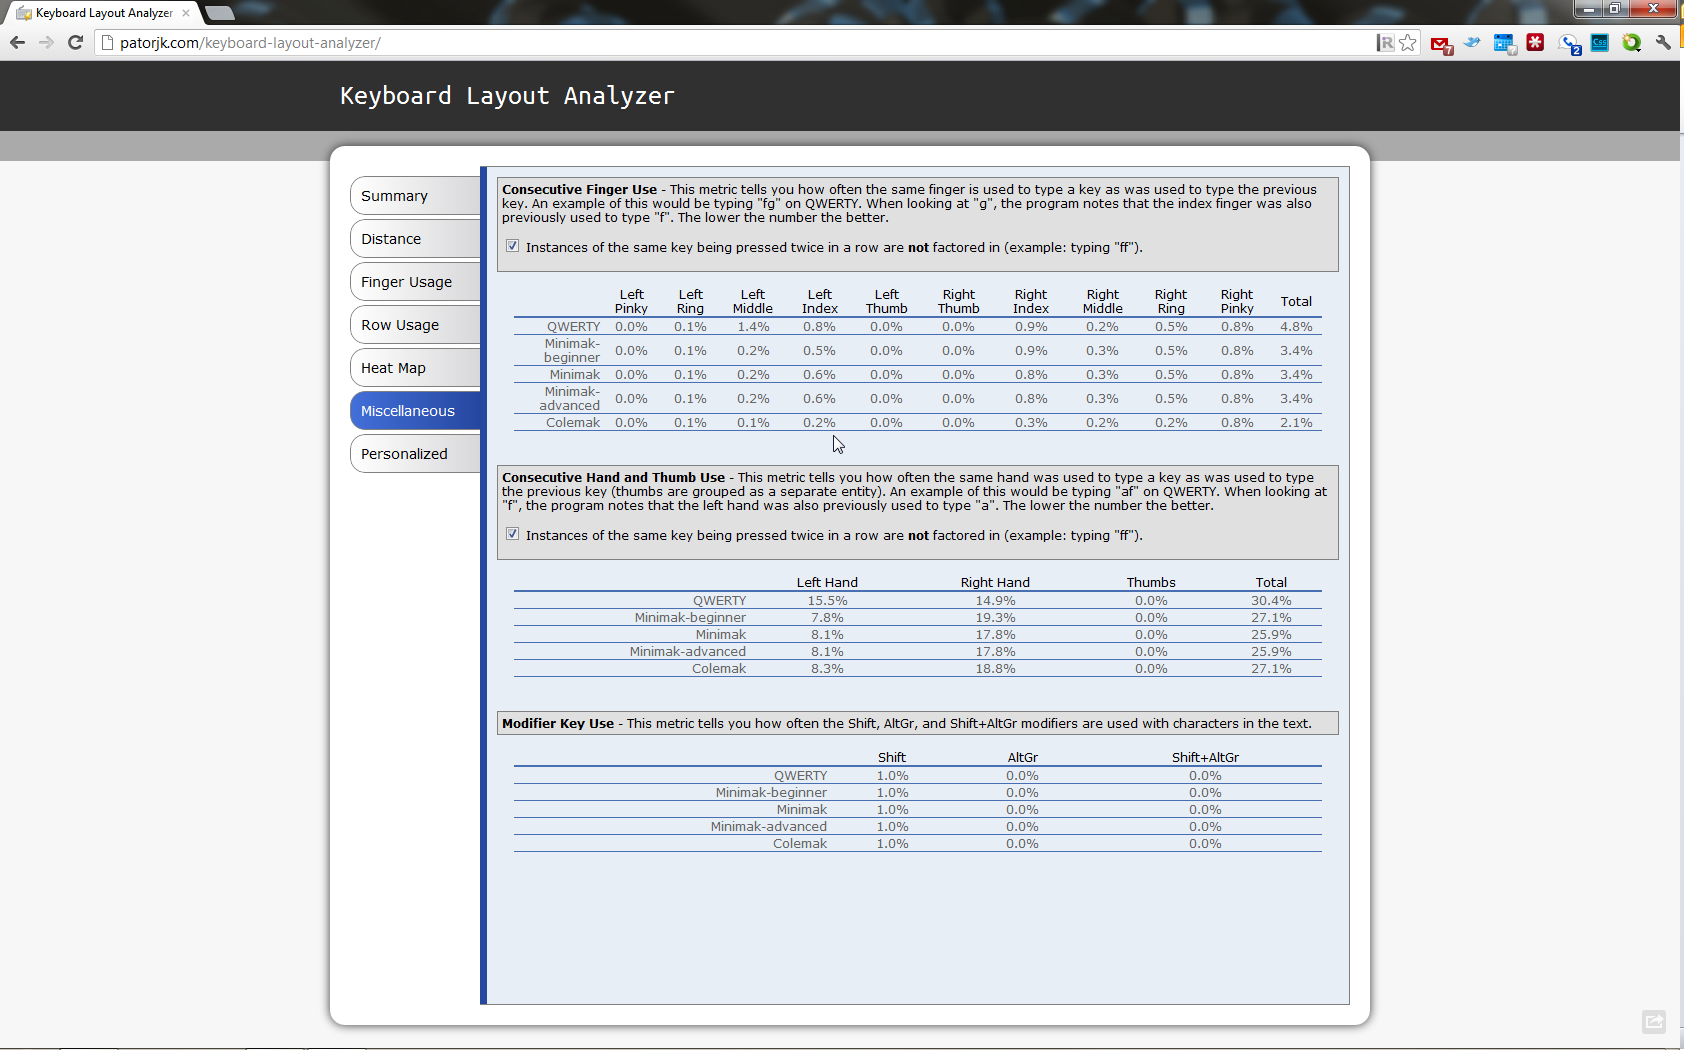 Keyboard Layout Analyzer
patorjk.com/keyboard-layout-analyzer/
7
2
Css
Keyboard Layout Analyzer
Summary
Distance
Finger Usage
Row Usage
Heat Map
Miscellaneous
Personalized
Consecutive Finger Use - This metric tells you how often the same finger is used to type a key as was used to type the previous
key. An example of this would be typing "fg" on QWERTY. When looking at "g", the program notes that the index finger was also
previously used to type "f". The lower the number the better.
Instances of the same key being pressed twice in a row are not factored in (example: typing "ff").
Left Pinky Left Ring Left Middle Left Index Left Thumb Right Thumb Right Index Right Middle Right Ring Right Pinky Total
QWERTY 0.0% 0.1% 1.4% 0.8% 0.0% 0.0% 0.9% 0.2% 0.5% 0.8% 4.8%
Minimak-beginner 0.0% 0.1% 0.2% 0.5% 0.0% 0.0% 0.9% 0.3% 0.5% 0.8% 3.4%
Minimak 0.0% 0.1% 0.2% 0.6% 0.0% 0.0% 0.8% 0.3% 0.5% 0.8% 3.4%
Minimak-advanced 0.0% 0.1% 0.2% 0.6% 0.0% 0.0% 0.8% 0.3% 0.5% 0.8% 3.4%
Colemak 0.0% 0.1% 0.1% 0.2% 0.0% 0.0% 0.3% 0.2% 0.2% 0.8% 2.1%
Consecutive Hand and Thumb Use - This metric tells you how often the same hand was used to type a key as was used to type
the previous key (thumbs are grouped as a separate entity). An example of this would be typing "af" on QWERTY. When looking at
"f", the program notes that the left hand was also previously used to type "a". The lower the number the better.
Instances of the same key being pressed twice in a row are not factored in (example: typing "ff").
Left Hand Right Hand Thumbs Total
QWERTY 15.5% 14.9% 0.0% 30.4%
Minimak-beginner 7.8% 19.3% 0.0% 27.1%
Minimak 8.1% 17.8% 0.0% 25.9%
Minimak-advanced 8.1% 17.8% 0.0% 25.9%
Colemak 8.3% 18.8% 0.0% 27.1%
Modifier Key Use - This metric tells you how often the Shift, AltGr, and Shift+AltGr modifiers are used with characters in the text.
Shift AltGr Shift+AltGr
QWERTY 1.0% 0.0% 0.0%
Minimak-beginner 1.0% 0.0% 0.0%
Minimak 1.0% 0.0% 0.0%
Minimak-advanced 1.0% 0.0% 0.0%
Colemak 1.0% 0.0% 0.0%